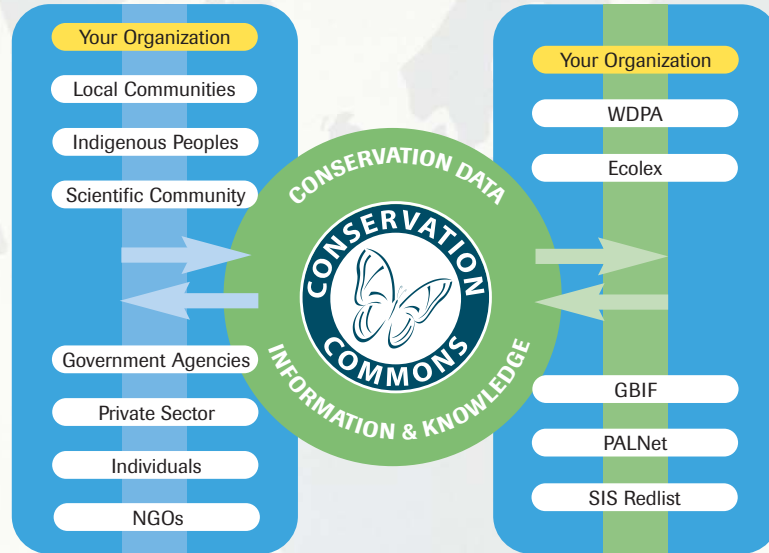 Your Organization
Local Communities
Indigenous Peoples
Scientific Community
Government Agencies
Private Sector
Individuals
NGOs
CONSERVATION DATA
CONSERVATION
COMMONS
INFORMATION & KNOWLEDGE
Your Organization
WDPA
Ecolex
GBIF
PALNet
SIS Redlist